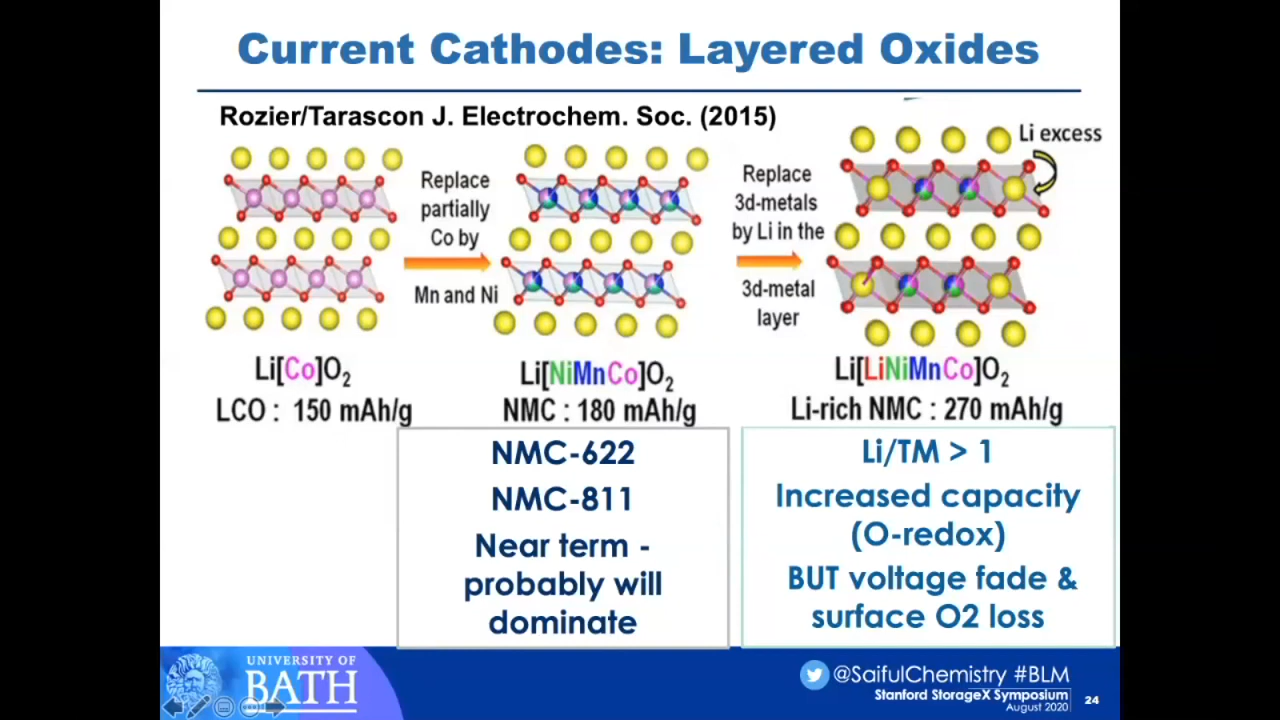 Current Cathodes: Layered Oxides
Rozier/Tarascon J. Electrochem. Soc. (2015)
Replace
partially
Co by
Mn and Ni
Replace
3d-metals
by Li in the
3d-metal
layer
Li excess
Li[Co]O2
LCO : 150 mAh/g
Li[NiMnCo]O2
NMC : 180 mAh/g
Li[LiNiMnCo]O2
Li-rich NMC : 270 mAh/g
NMC-622
NMC-811
Near term -
probably will
dominate
Li/TM > 1
Increased capacity
(O-redox)
BUT voltage fade &
surface O2 loss
UNIVERSITY OF
BATH
@SaifulChemistry #BLM
Stanford StorageX Symposium
August 2020
24